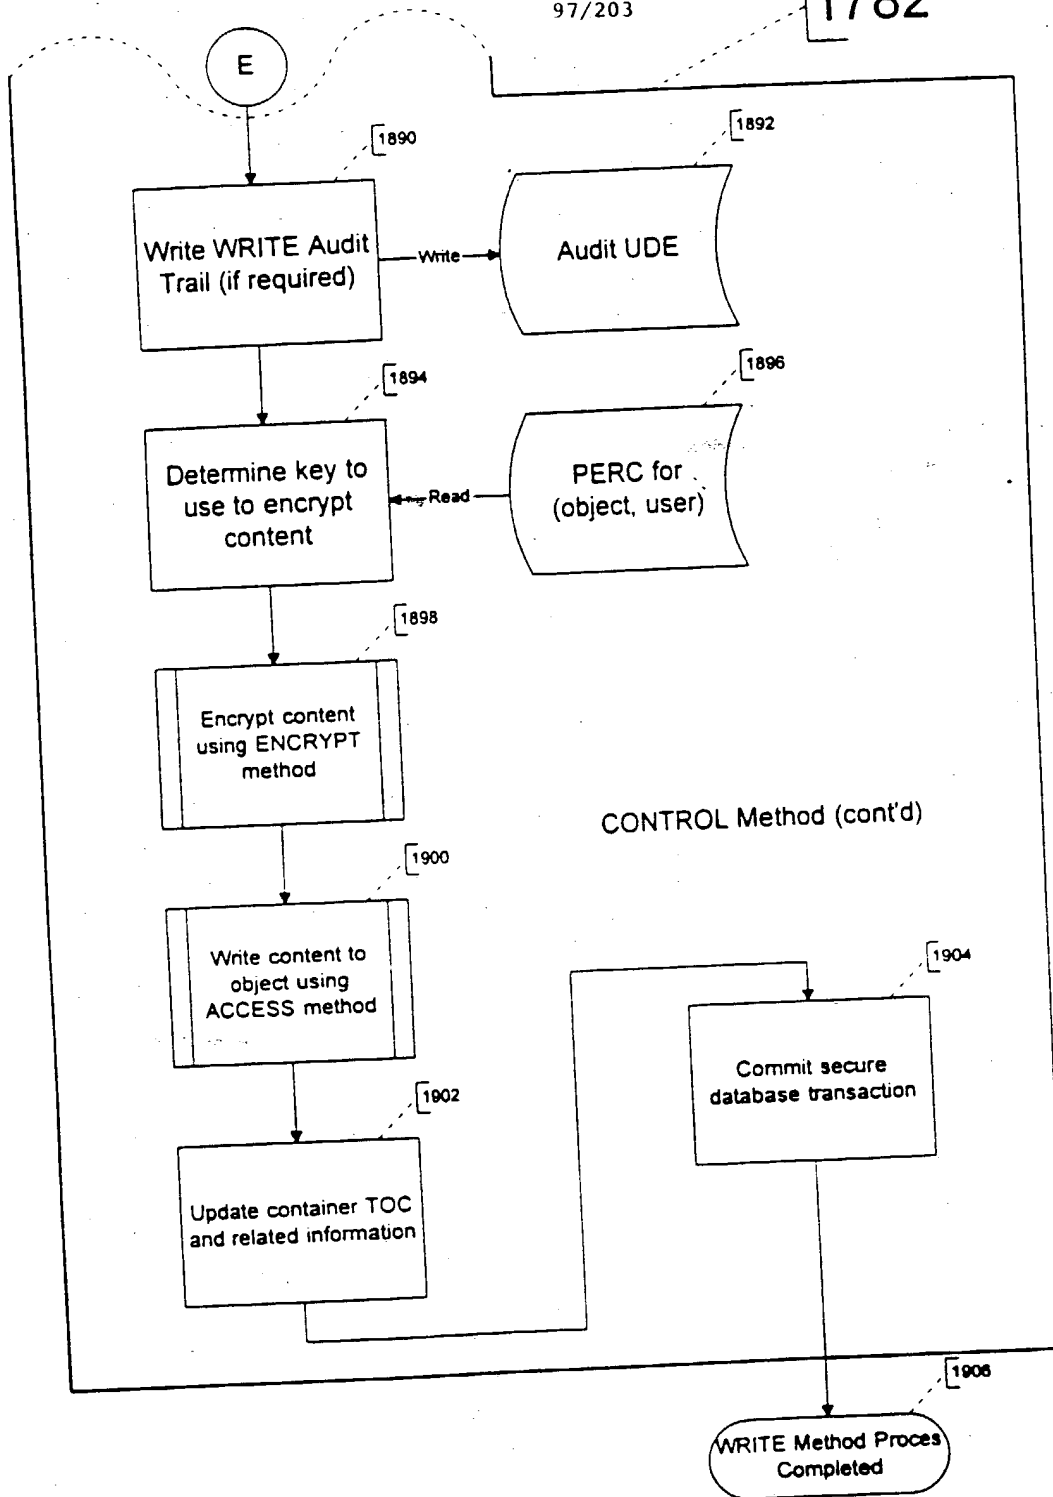 97/203
1782
E
1890
1892
Write WRITE Audit
Trail (if required)
Write
Audit UDE
1894
1896
Determine key to
use to encrypt
content
Read
PERC for
(object, user)
1898
Encrypt content
using ENCRYPT
method
CONTROL Method (cont'd)
1900
Write content to
object using
ACCESS method
1904
Commit secure
database transaction
1902
Update container TOC
and related information
1906
WRITE Method Proces
Completed